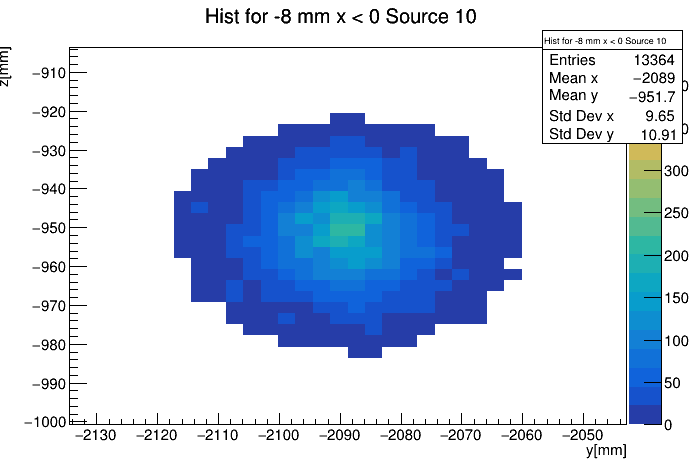 Hist for -8 mm x < 0 Source 10
z[mm]
Hist for -8 mm x < 0 Source 10
Entries 13364
Mean x −2089
Mean y −951.7
Std Dev x 9.65
Std Dev y 10.91
−910
−920
−930
−940
−950
−960
−970
−980
−990
−1000
−2130 −2120 −2110 −2100 −2090 −2080 −2070 −2060 −2050
y[mm]
300
250
200
150
100
50
0